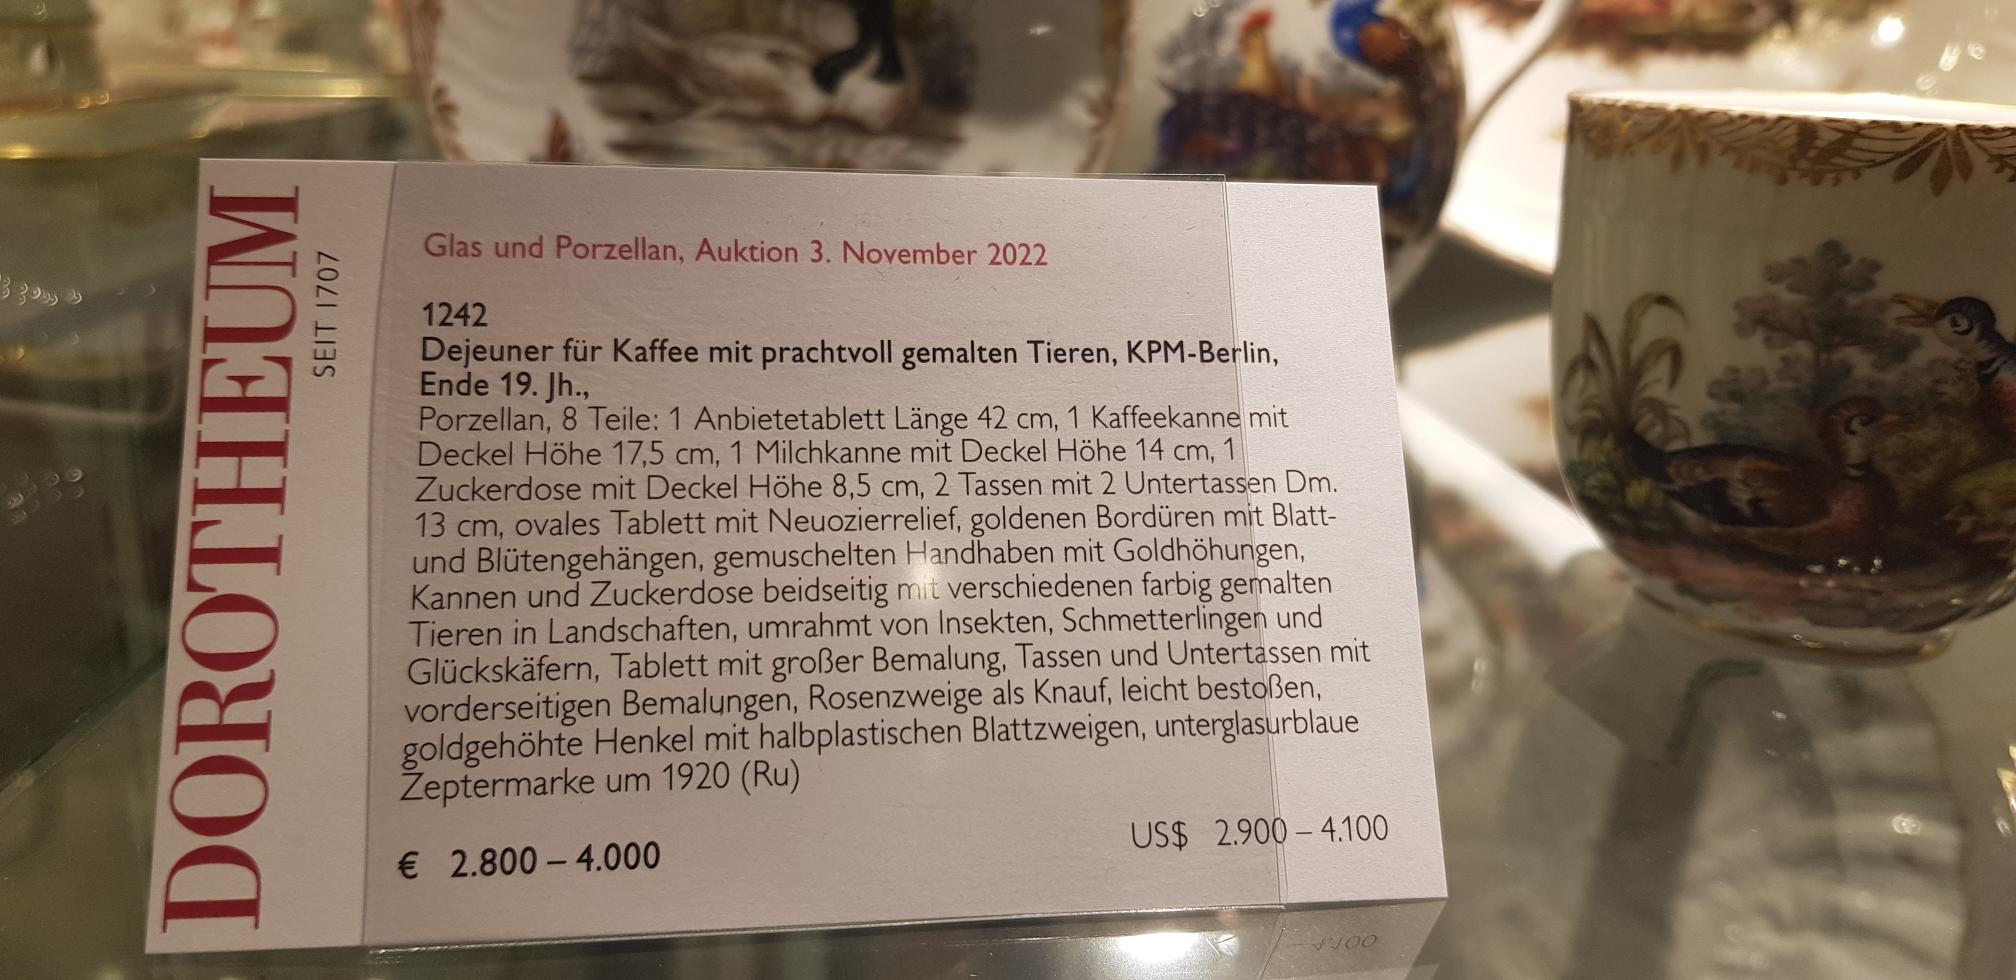 DOROTHEUM
SEIT 1707
Glas und Porzellan, Auktion 3. November 2022
1242
Dejeuner für Kaffee mit prachtvoll gemalten Tieren, KPM-Berlin,
Ende 19. Jh.,
Porzellan, 8 Teile: 1 Anbietetablett Länge 42 cm, 1 Kaffeekanne mit
Deckel Höhe 17,5 cm, 1 Milchkanne mit Deckel Höhe 14 cm, 1
Zuckerdose mit Deckel Höhe 8,5 cm, 2 Tassen mit 2 Untertassen Dm.
13 cm, ovales Tablett mit Neuozierrelief, goldenen Bordüren mit Blatt-
und Blütengehängen, gemuschelten Handhaben mit Goldhöhungen,
Kannen und Zuckerdose beidseitig mit verschiedenen farbig gemalten
Tieren in Landschaften, umrahmt von Insekten, Schmetterlingen und
Glückskäfern, Tablett mit großer Bemalung, Tassen und Untertassen mit
vorderseitigen Bemalungen, Rosenzweige als Knauf, leicht bestoßen,
goldgehöhte Henkel mit halbplastischen Blattzweigen, unterglasurblaue
Zeptermarke um 1920 (Ru)
€ 2.800 – 4.000
US$ 2.900 – 4.100